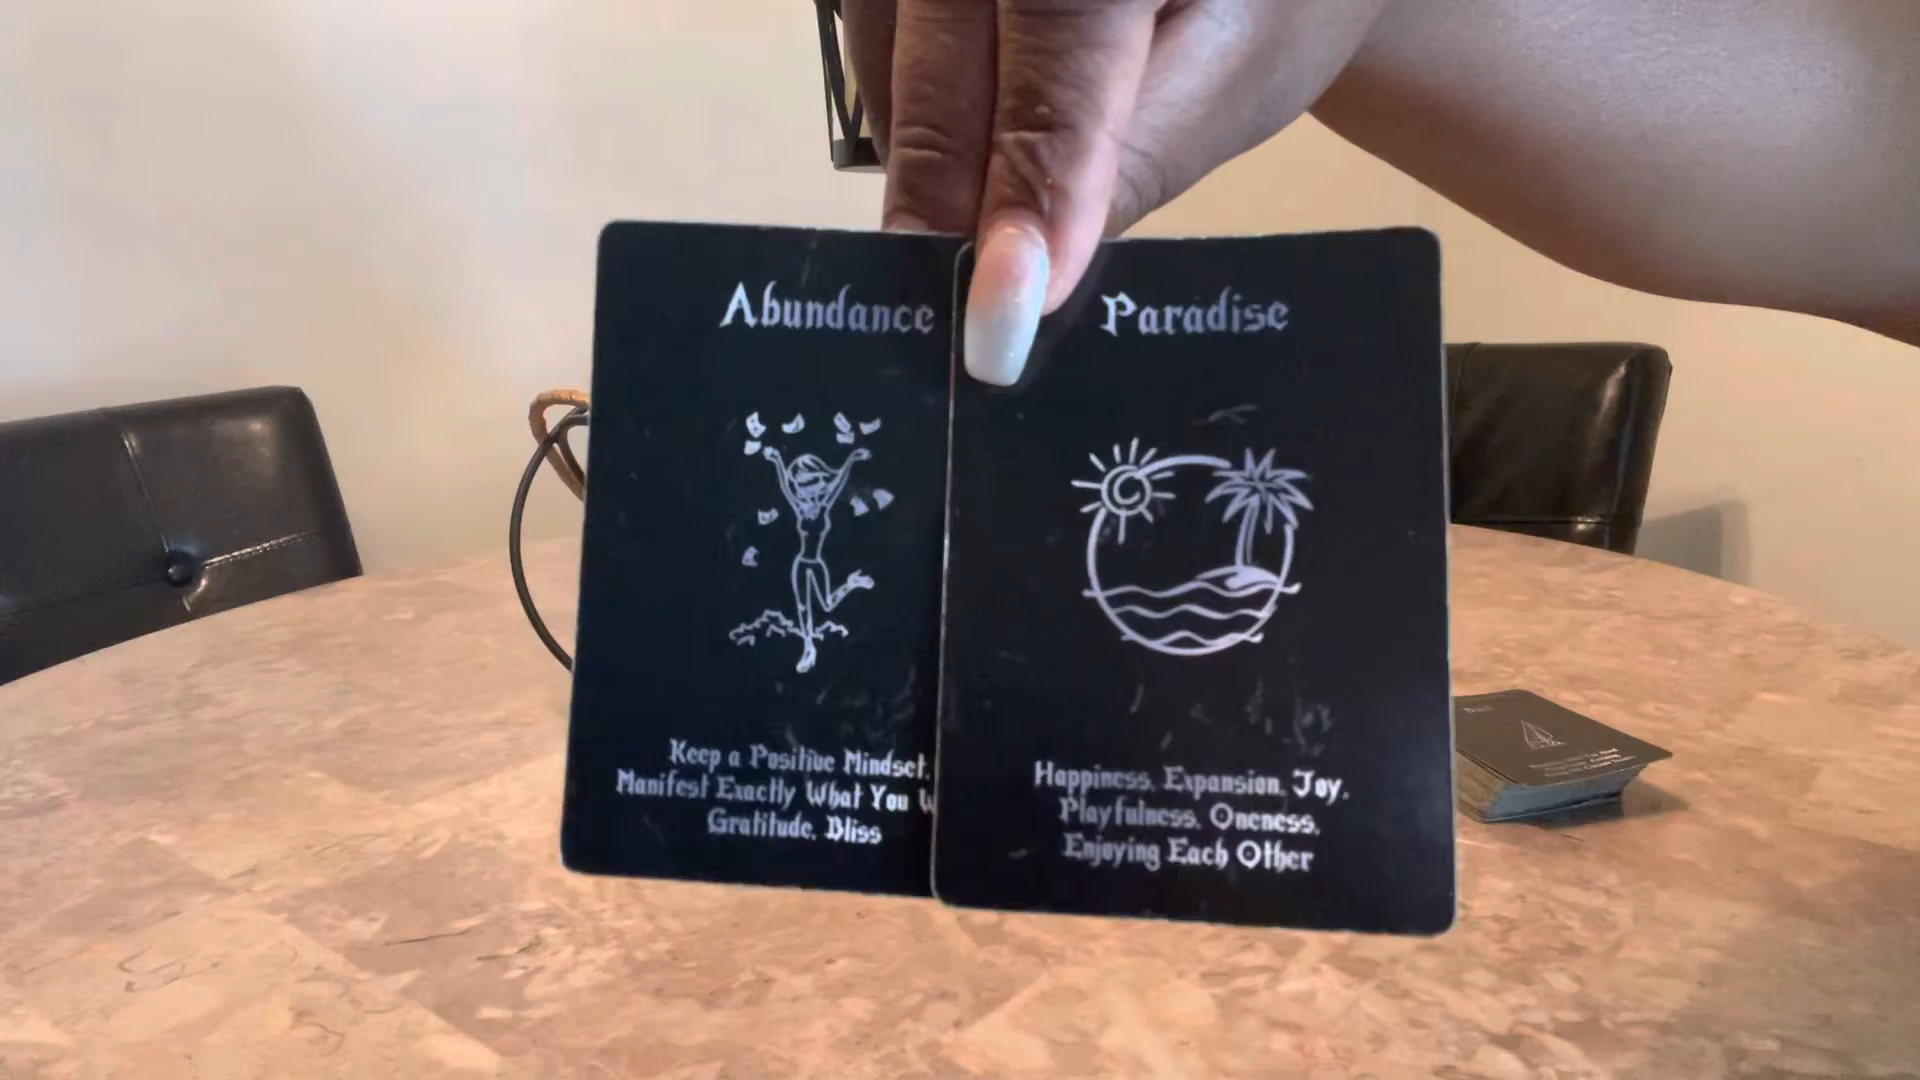 Abundance
Keep a Positive Mindset,
Manifest Exactly What You
Gratitude, Bliss
Paradise
Happiness, Expansion, Joy,
Playfulness, Oneness,
Enjoying Each Other